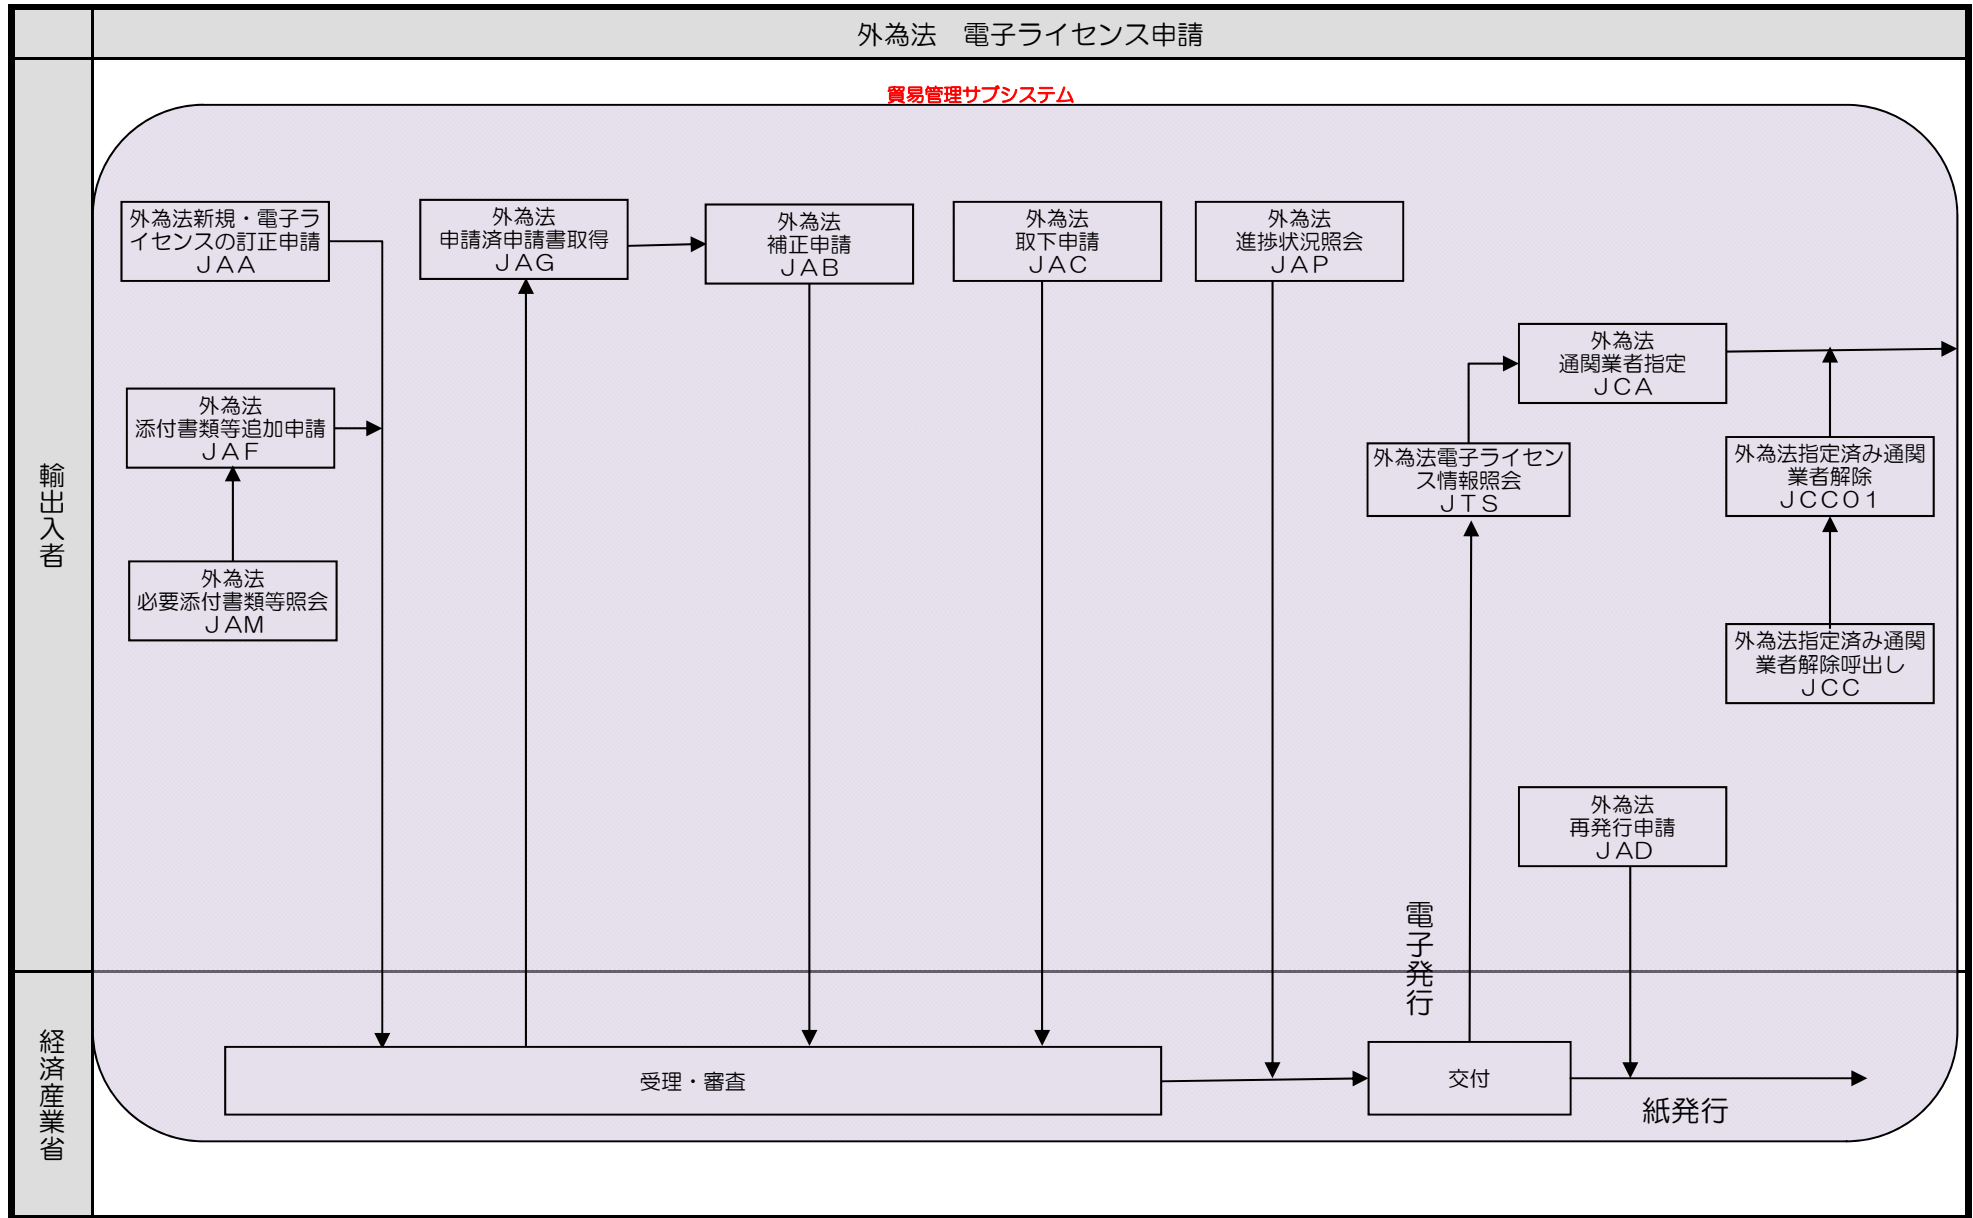 外為法　電子ライセンス申請
貿易管理サブシステム
輸出入者
外為法新規・電子ラ
イセンスの訂正申請
ＪＡＡ
外為法
申請済申請書取得
ＪＡＧ
外為法
補正申請
ＪＡＢ
外為法
取下申請
ＪＡＣ
外為法
進捗状況照会
ＪＡＰ
外為法
通関業者指定
ＪＣＡ
外為法
添付書類等追加申請
ＪＡＦ
外為法電子ライセン
ス情報照会
ＪＴＳ
外為法指定済み通関
業者解除
ＪＣＣ０１
外為法
必要添付書類等照会
ＪＡＭ
外為法指定済み通関
業者解除呼出し
ＪＣＣ
外為法
再発行申請
ＪＡＤ
電子発行
経済産業省
受理・審査
交付
紙発行